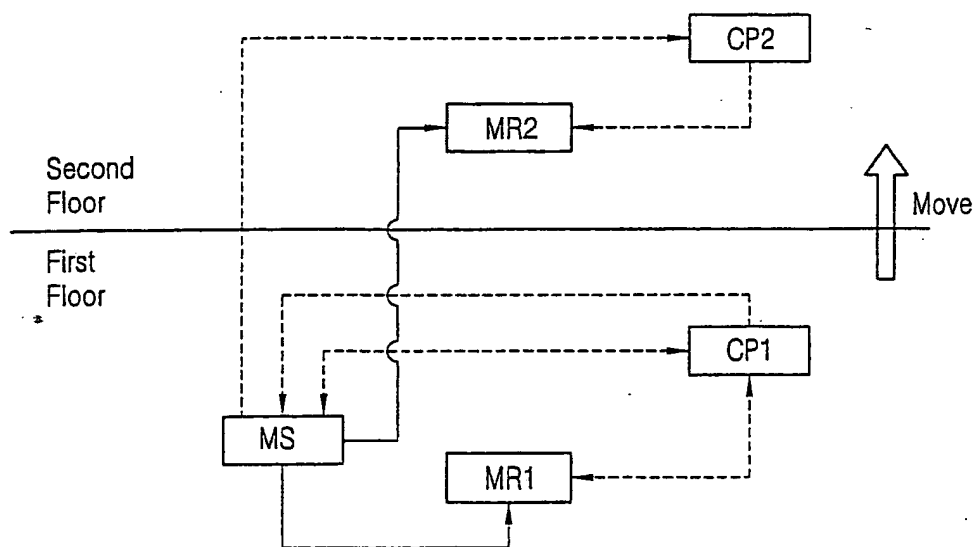 CP2
MR2
Second
Floor
Move
First
Floor
CP1
MS
MR1